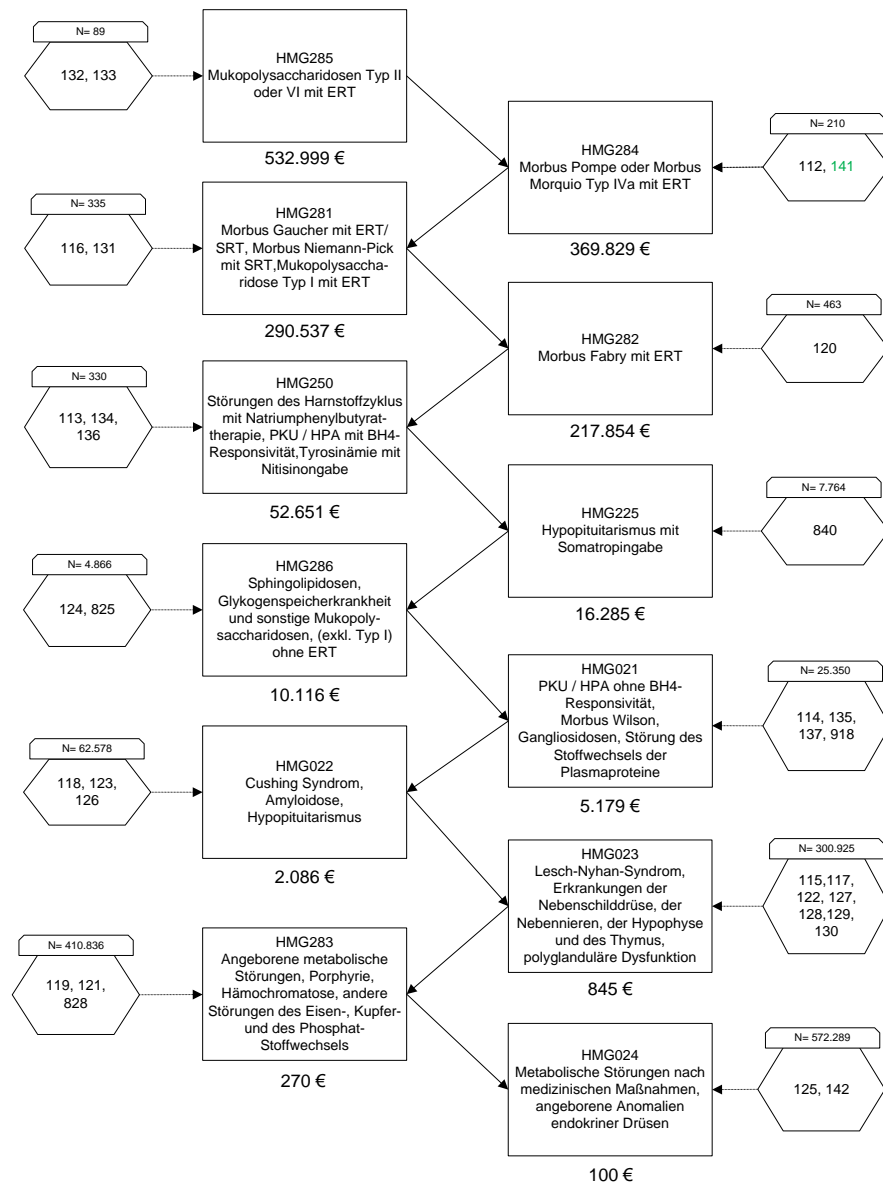 N= 89
132, 133
HMG285
Mukopolysaccharidosen Typ II
oder VI mit ERT
532.999 €
N= 210
112, 141
HMG284
Morbus Pompe oder Morbus
Morquio Typ IVa mit ERT
369.829 €
N= 335
116, 131
HMG281
Morbus Gaucher mit ERT/
SRT, Morbus Niemann-Pick
mit SRT,Mukopolysaccha-
ridose Typ I mit ERT
290.537 €
N= 463
120
HMG282
Morbus Fabry mit ERT
217.854 €
N= 330
113, 134,
136
HMG250
Störungen des Harnstoffzyklus
mit Natriumphenylbutyrat-
therapie, PKU / HPA mit BH4-
Responsivität,Tyrosinämie mit
Nitisinongabe
52.651 €
N= 7.764
840
HMG225
Hypopituitarismus mit
Somatropingabe
16.285 €
N= 4.866
124, 825
HMG286
Sphingolipidosen,
Glykogenspeicherkrankheit
und sonstige Mukopoly-
saccharidosen, (exkl. Typ I)
ohne ERT
10.116 €
N= 25.350
114, 135,
137, 918
HMG021
PKU / HPA ohne BH4-
Responsivität,
Morbus Wilson,
Gangliosidosen, Störung des
Stoffwechsels der
Plasmaproteine
5.179 €
N= 62.578
118, 123,
126
HMG022
Cushing Syndrom,
Amyloidose,
Hypopituitarismus
2.086 €
N= 300.925
115,117,
122, 127,
128,129,
130
HMG023
Lesch-Nyhan-Syndrom,
Erkrankungen der
Nebenschilddrüse, der
Nebennieren, der Hypophyse
und des Thymus,
polyglanduläre Dysfunktion
845 €
N= 410.836
119, 121,
828
HMG283
Angeborene metabolische
Störungen, Porphyrie,
Hämochromatose, andere
Störungen des Eisen-, Kupfer-
und des Phosphat-
Stoffwechsels
270 €
N= 572.289
125, 142
HMG024
Metabolische Störungen nach
medizinischen Maßnahmen,
angeborene Anomalien
endokriner Drüsen
100 €